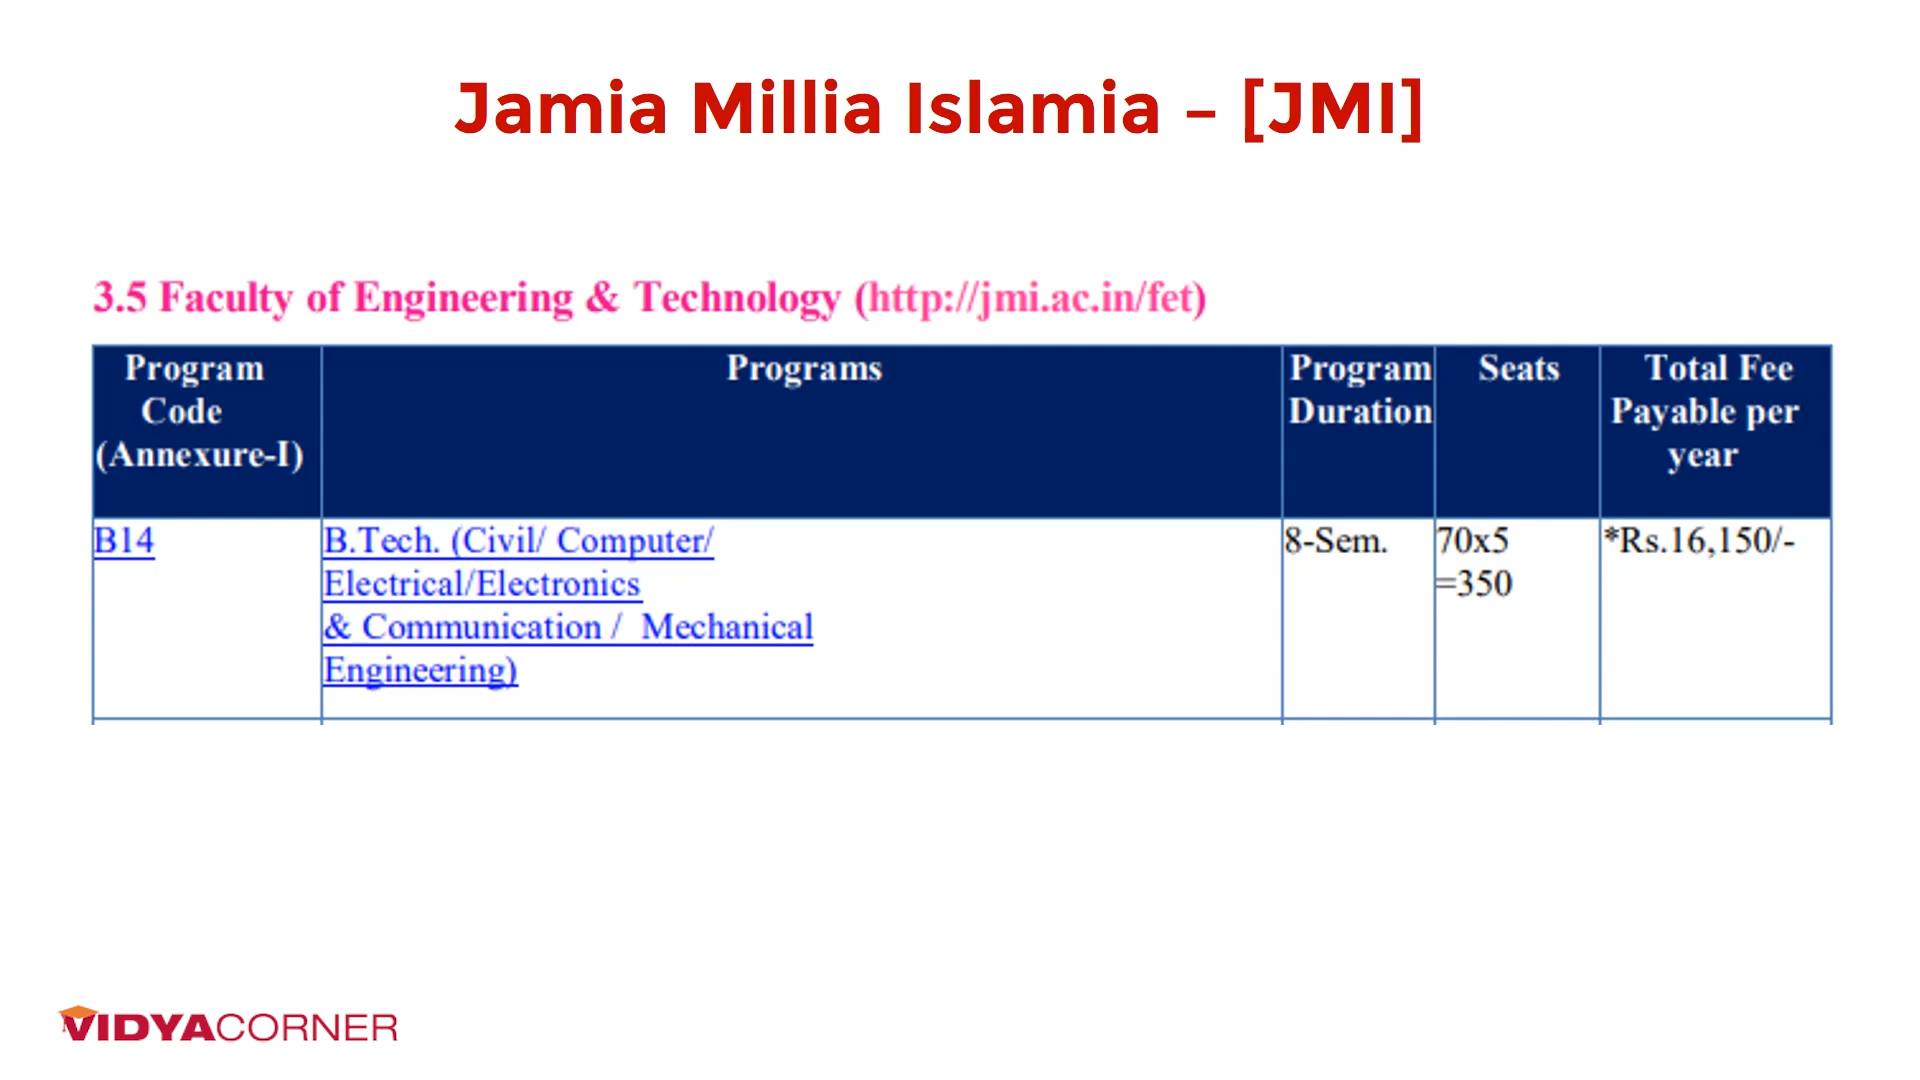 Jamia Millia Islamia – [JMI]
3.5 Faculty of Engineering & Technology (http://jmi.ac.in/fet)
Program Code (Annexure-I) Programs Program Duration Seats Total Fee Payable per year
B14 B.Tech. (Civil/ Computer/ 8-Sem. 70x5 *Rs.16,150/-
Electrical/Electronics =350
& Communication / Mechanical
Engineering)
VIDYACORNER